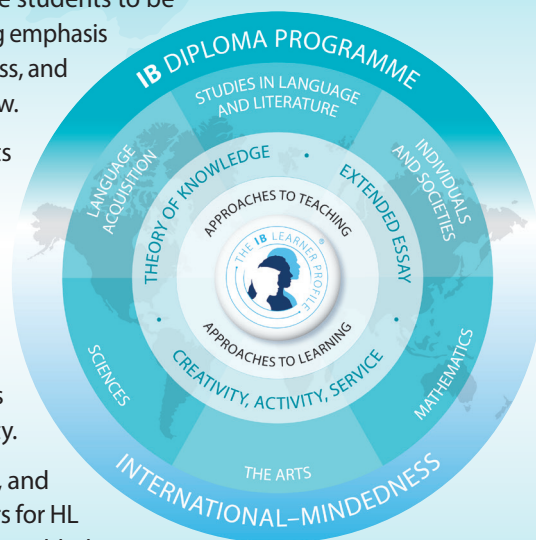 e students to be
g emphasis
ss, and
w.
ts
s
ty.
, and
s for HL
IB DIPLOMA PROGRAMME
STUDIES IN LANGUAGE
AND LITERATURE
LANGUAGE
ACQUISITION
INDIVIDUALS
AND SOCIETIES
THEORY OF KNOWLEDGE
•
EXTENDED ESSAY
APPROACHES TO TEACHING
THE IB LEARNER PROFILE
®
APPROACHES TO LEARNING
•
CREATIVITY, ACTIVITY, SERVICE
•
SCIENCES
MATHEMATICS
THE ARTS
INTERNATIONAL–MINDEDNESS